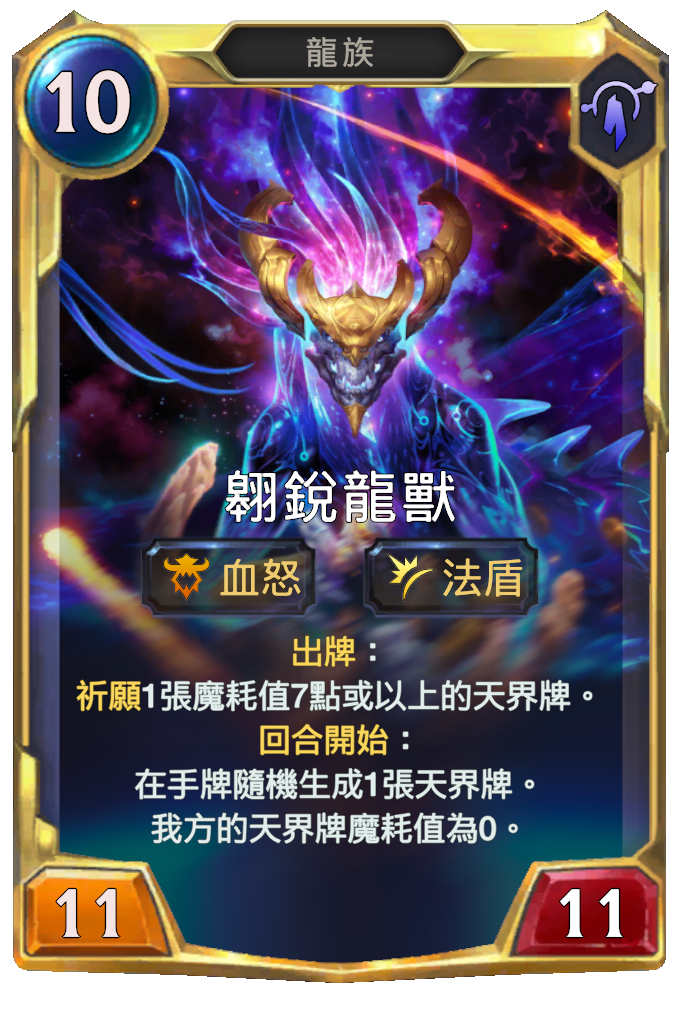 龍族
10
翱銳龍獸
血怒
法盾
出牌：
祈願1張魔耗值7點或以上的天界牌。
回合開始：
在手牌隨機生成1張天界牌。
我方的天界牌魔耗值為0。
11
11